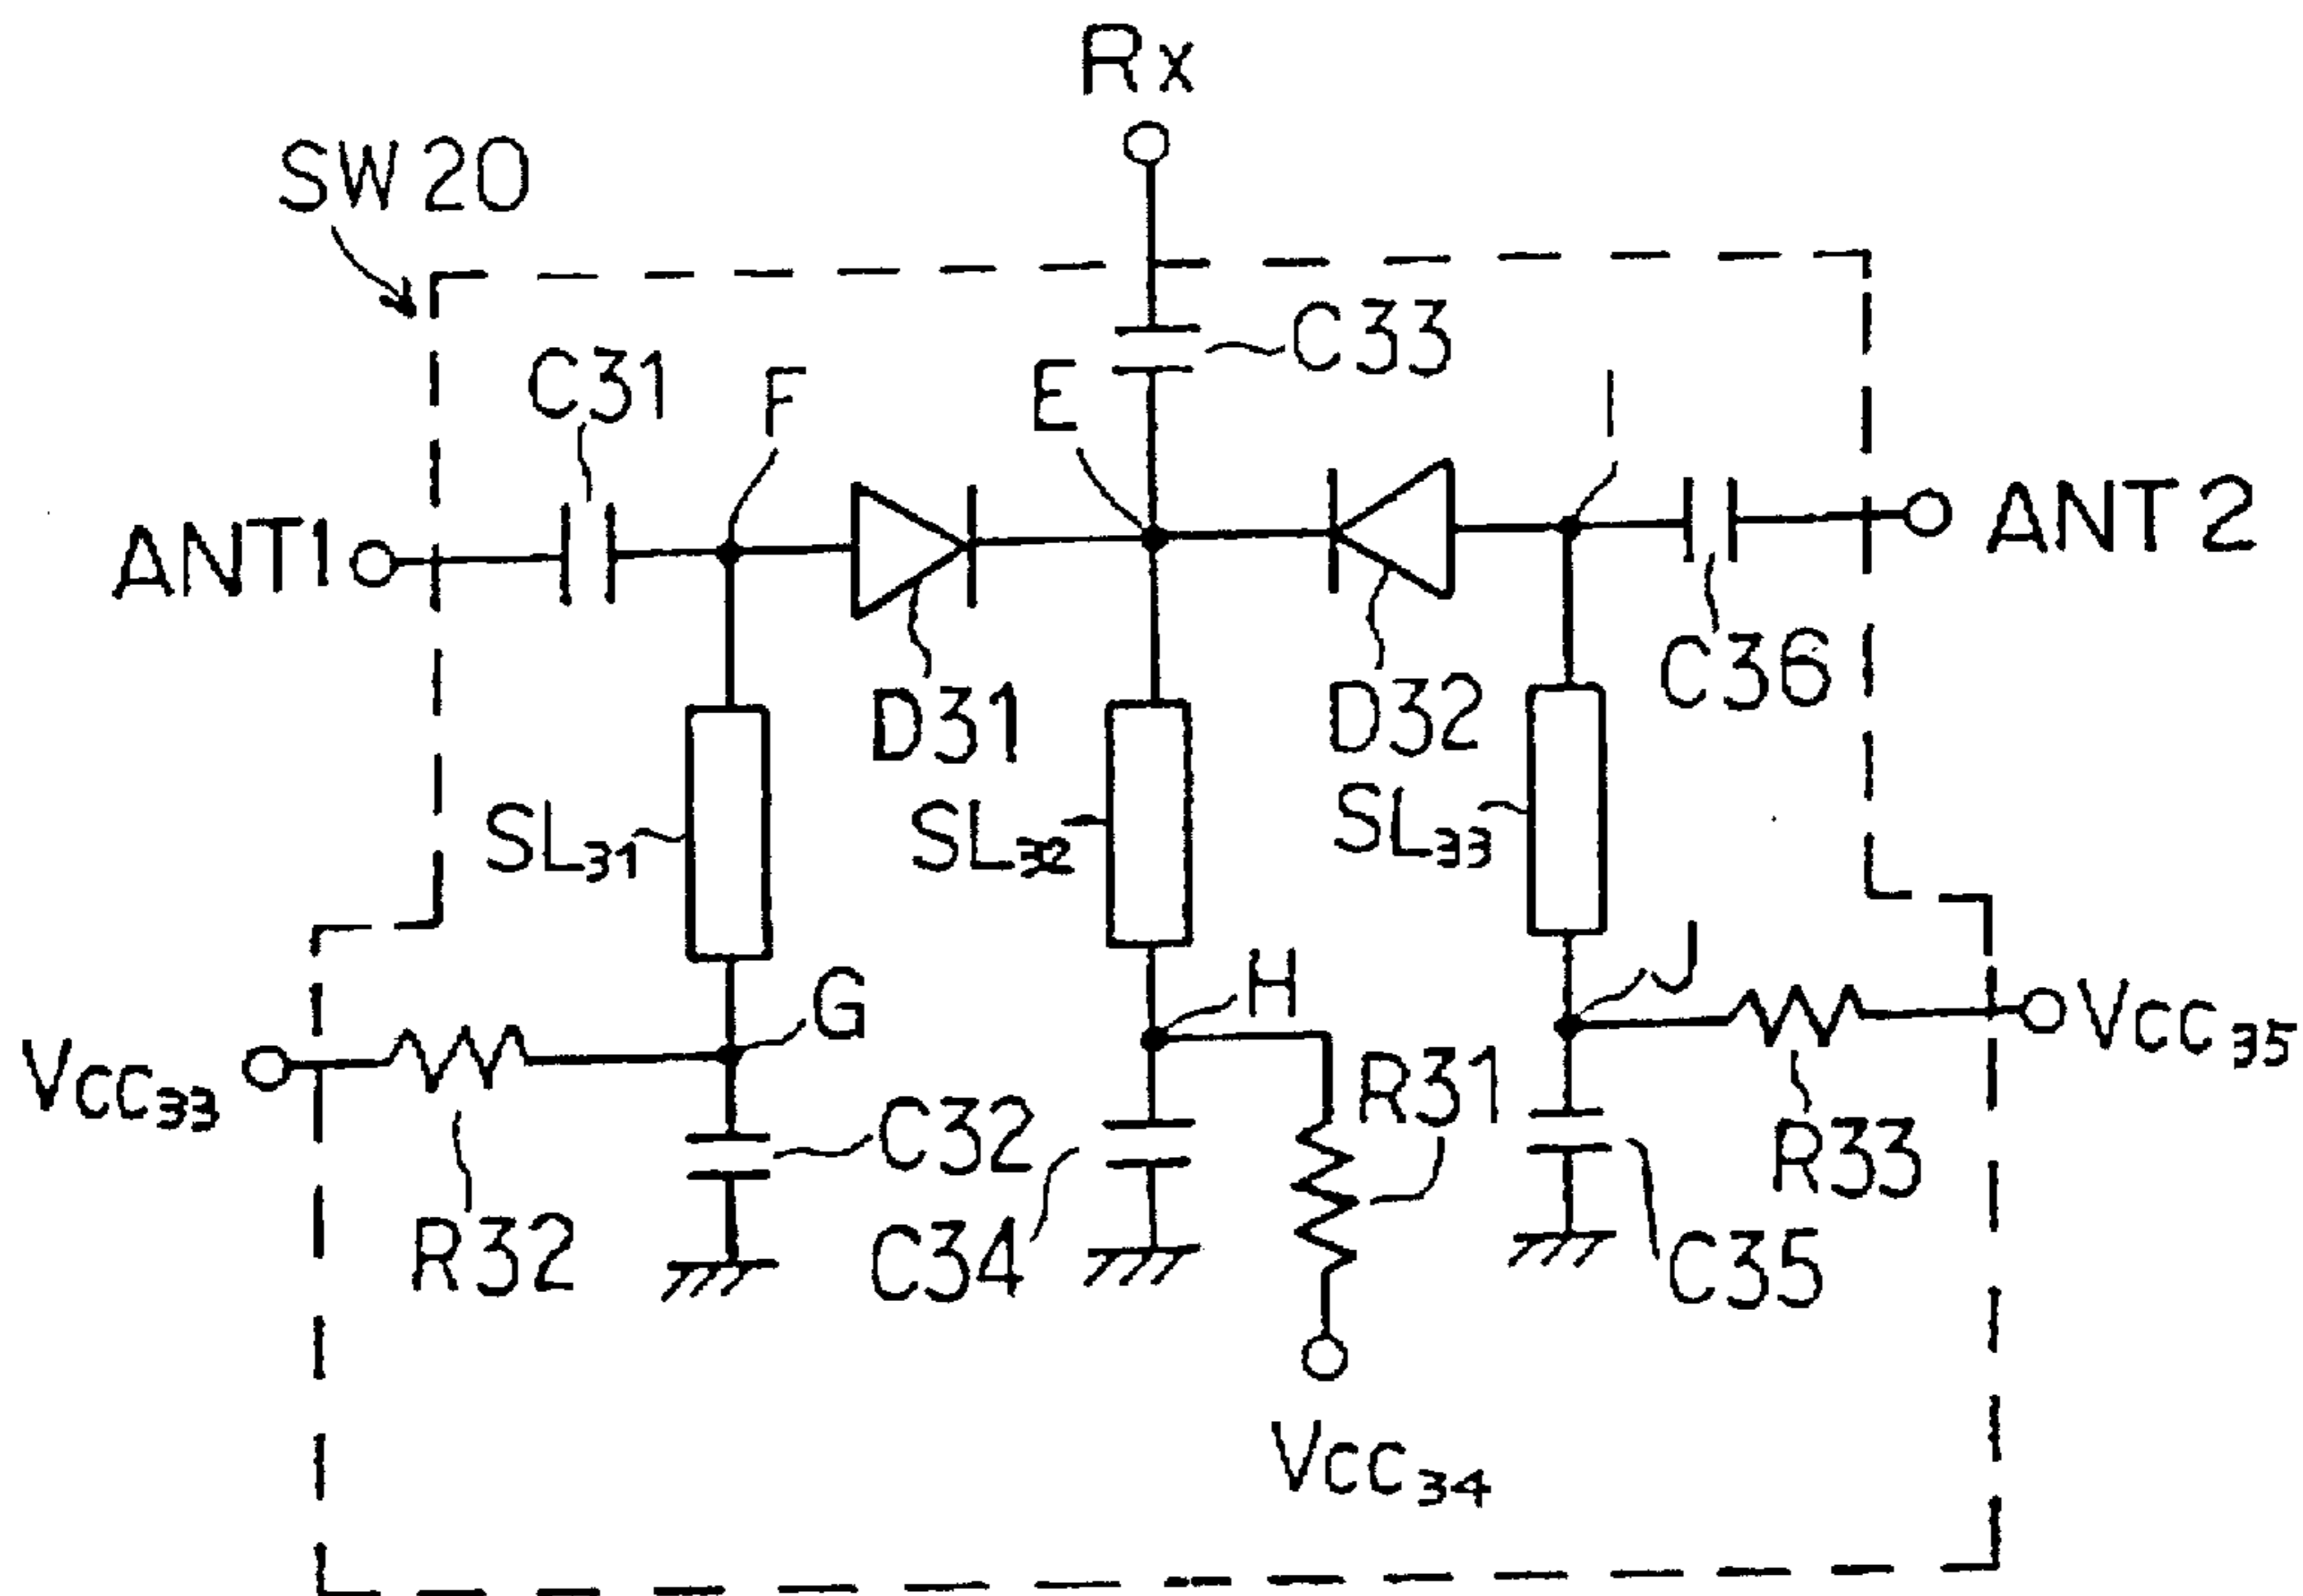 Rx
SW20
C33
C31
F
E
I
ANT1
ANT2
C36
D31
D32
SL31
SL32
SL33
G
H
J
Vcc33
Vcc35
R31
C32
R33
R32
C34
C35
Vcc34